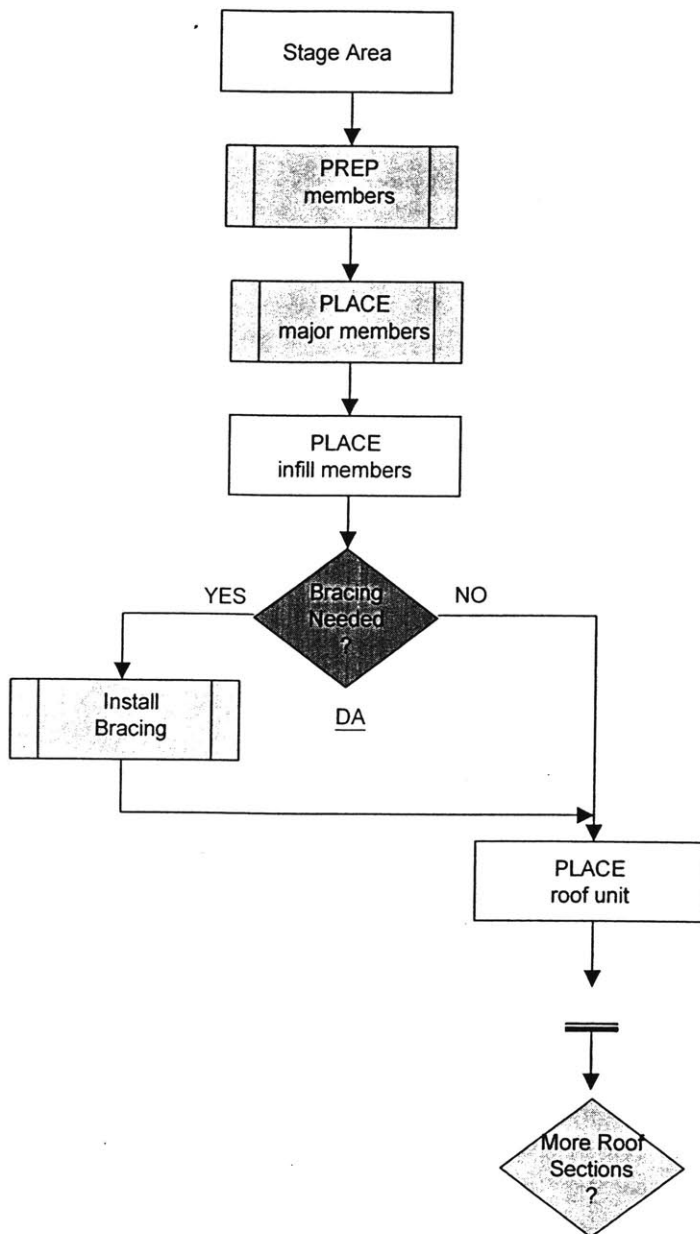 Stage Area
PREP
members
PLACE
major members
PLACE
infill members
YES
Bracing
Needed
?
NO
DA
Install
Bracing
PLACE
roof unit
More Roof
Sections
?